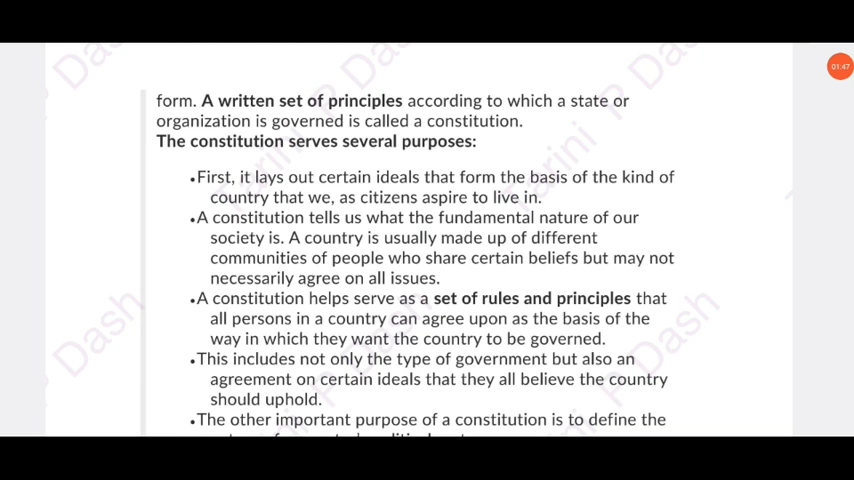 01:47
form. A written set of principles according to which a state or
organization is governed is called a constitution.
The constitution serves several purposes:
•First, it lays out certain ideals that form the basis of the kind of
country that we, as citizens aspire to live in.
•A constitution tells us what the fundamental nature of our
society is. A country is usually made up of different
communities of people who share certain beliefs but may not
necessarily agree on all issues.
•A constitution helps serve as a set of rules and principles that
all persons in a country can agree upon as the basis of the
way in which they want the country to be governed.
•This includes not only the type of government but also an
agreement on certain ideals that they all believe the country
should uphold.
•The other important purpose of a constitution is to define the
Tarini P Dash